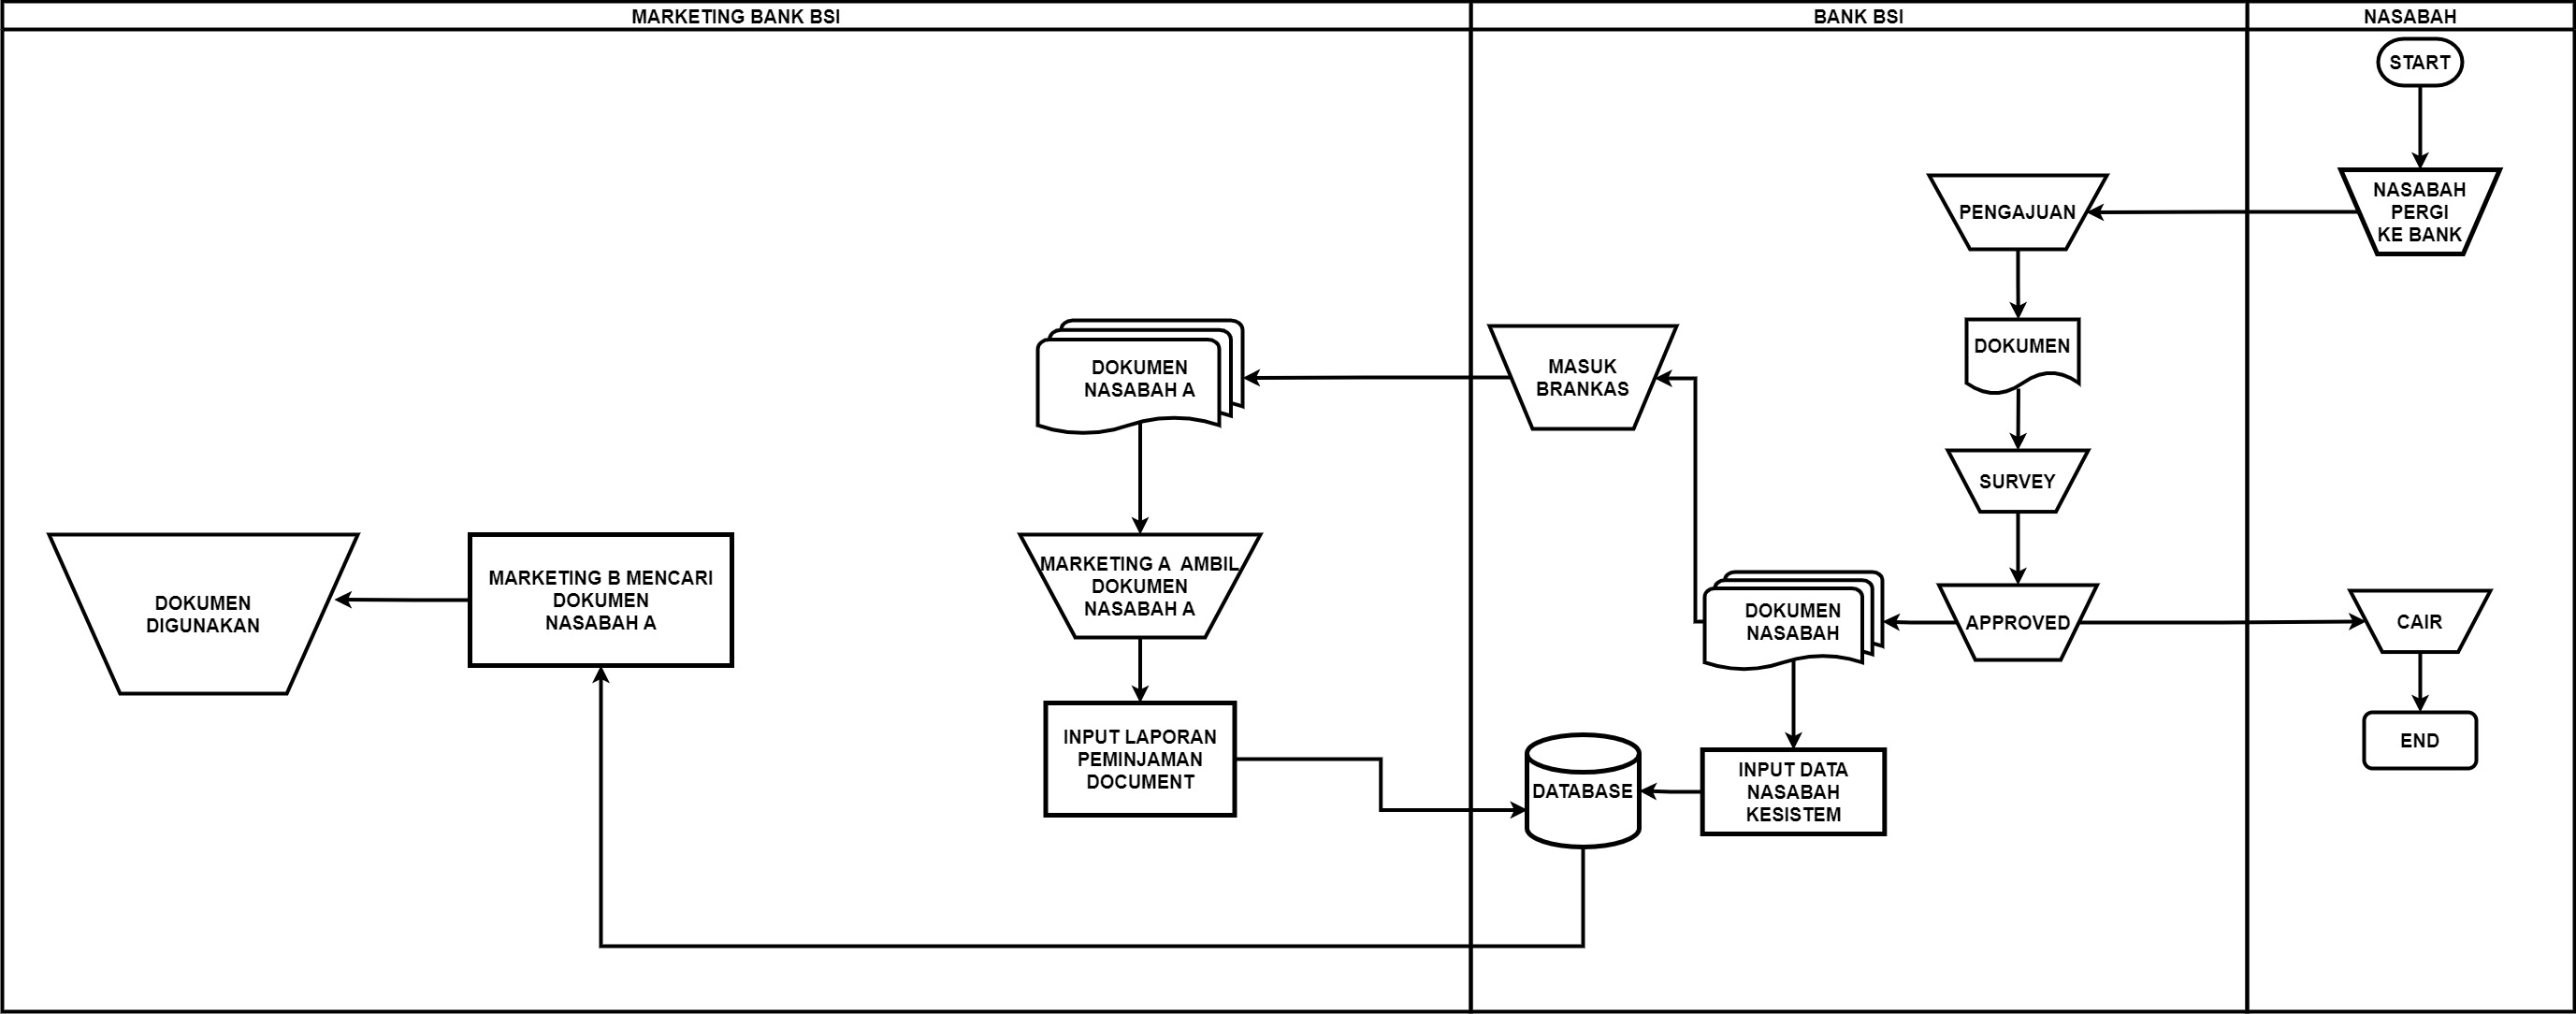 MARKETING BANK BSI
BANK BSI
NASABAH
START
NASABAH
PERGI
KE BANK
PENGAJUAN
DOKUMEN
SURVEY
APPROVED
CAIR
END
DOKUMEN
NASABAH
MASUK
BRANKAS
INPUT DATA
NASABAH
KESISTEM
DATABASE
DOKUMEN
NASABAH A
MARKETING A  AMBIL
DOKUMEN
NASABAH A
INPUT LAPORAN
PEMINJAMAN
DOCUMENT
MARKETING B MENCARI
DOKUMEN
NASABAH A
DOKUMEN
DIGUNAKAN